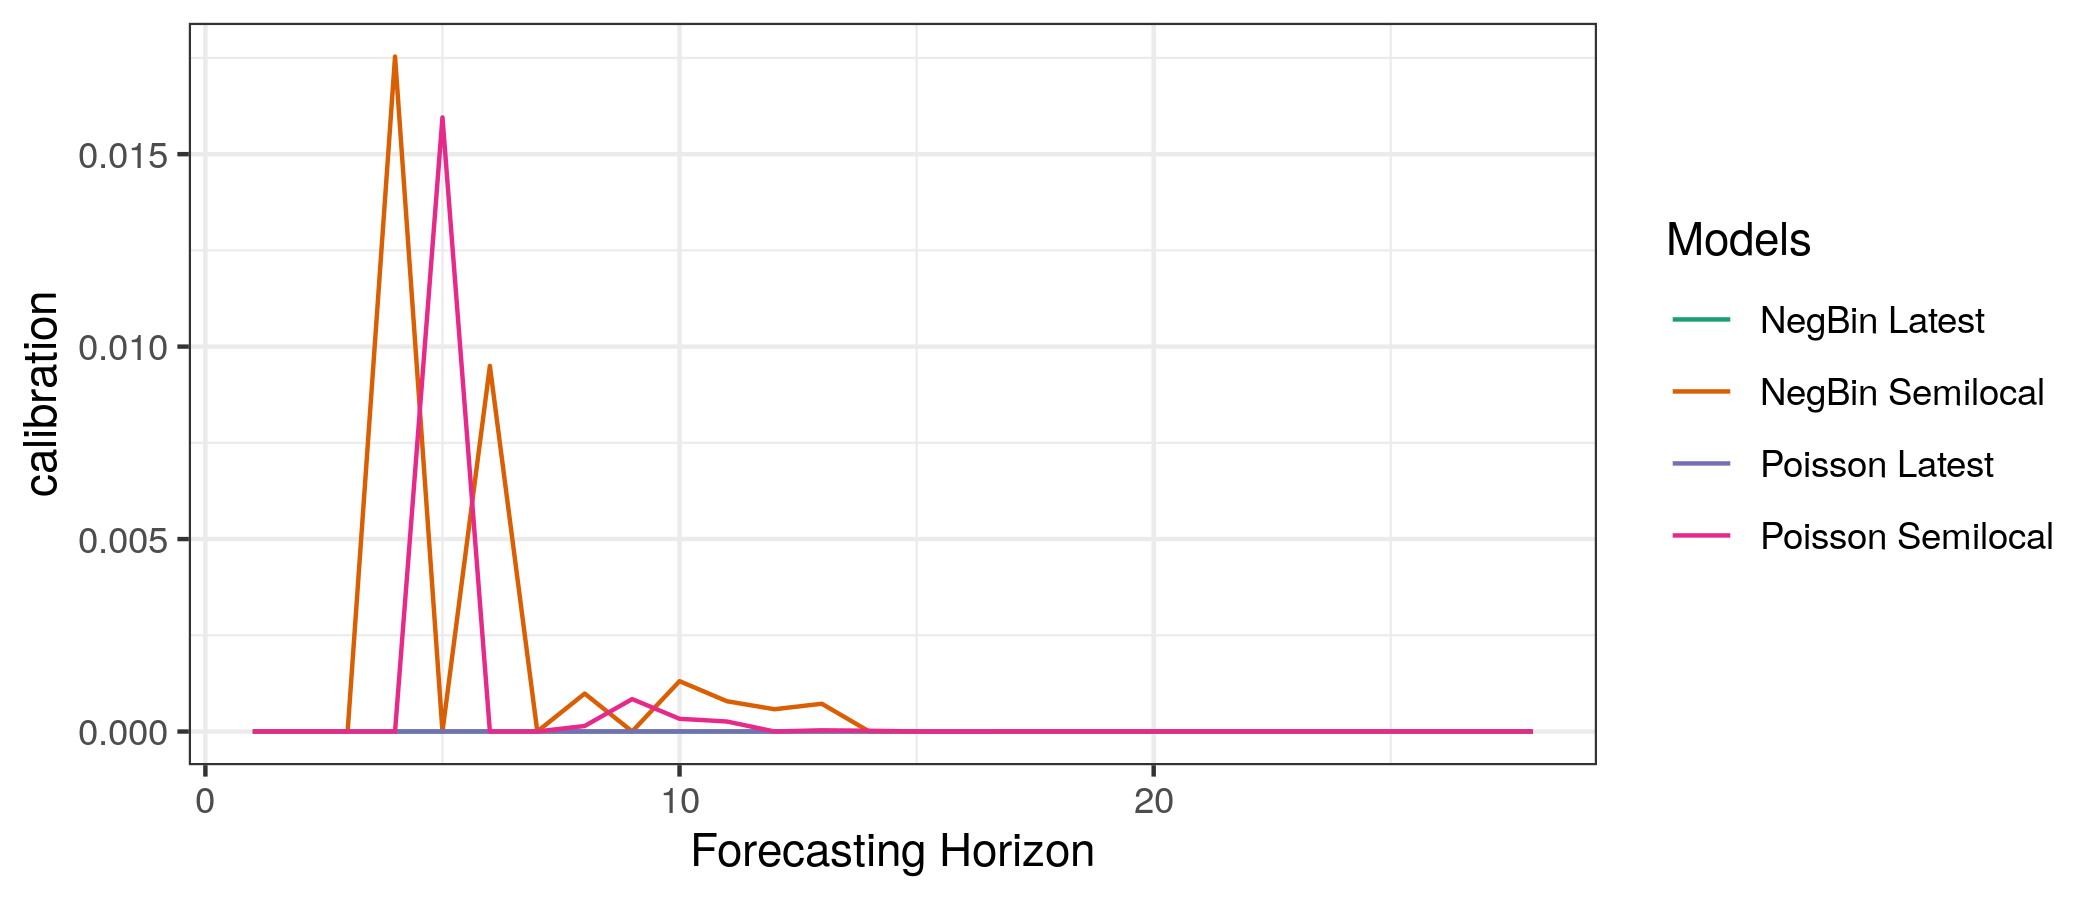 calibration
0.015
0.010
0.005
0.000
0 10 20
Forecasting Horizon
Models
NegBin Latest
NegBin Semilocal
Poisson Latest
Poisson Semilocal